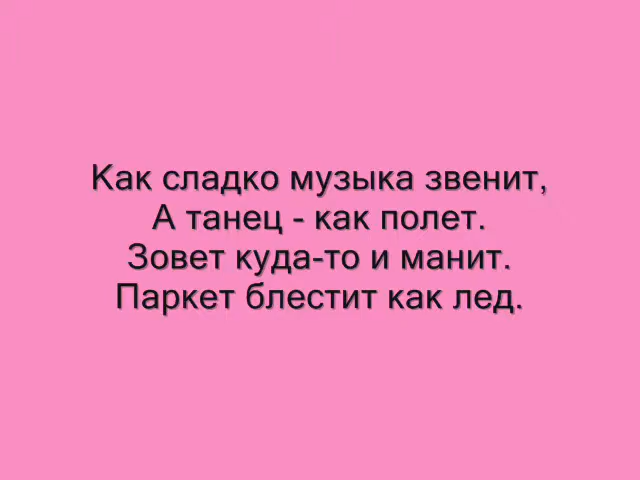 Как сладко музыка звенит,
А танец - как полет.
Зовет куда-то и манит.
Паркет блестит как лед.